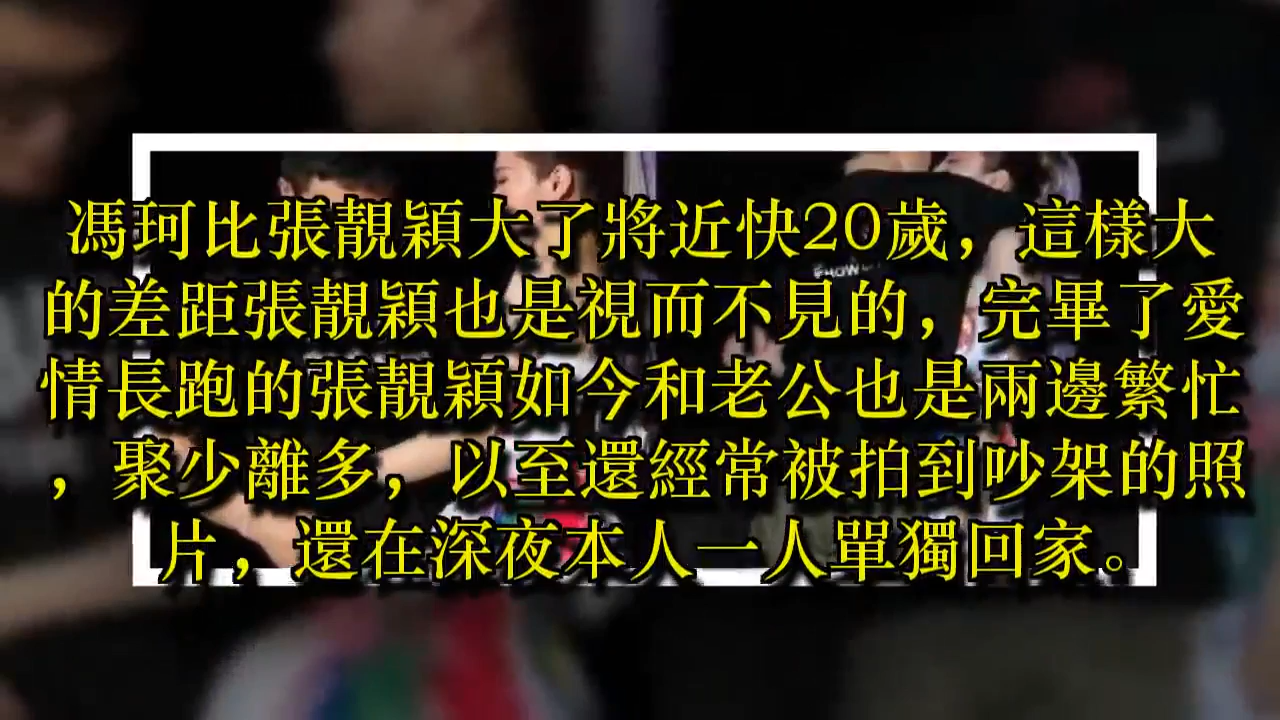 馮珂比張靚穎大了將近快20歲，這樣大
的差距張靚穎也是視而不見的，完畢了愛
情長跑的張靚穎如今和老公也是兩邊繁忙
，聚少離多，以至還經常被拍到吵架的照
片，還在深夜本人一人單獨回家。